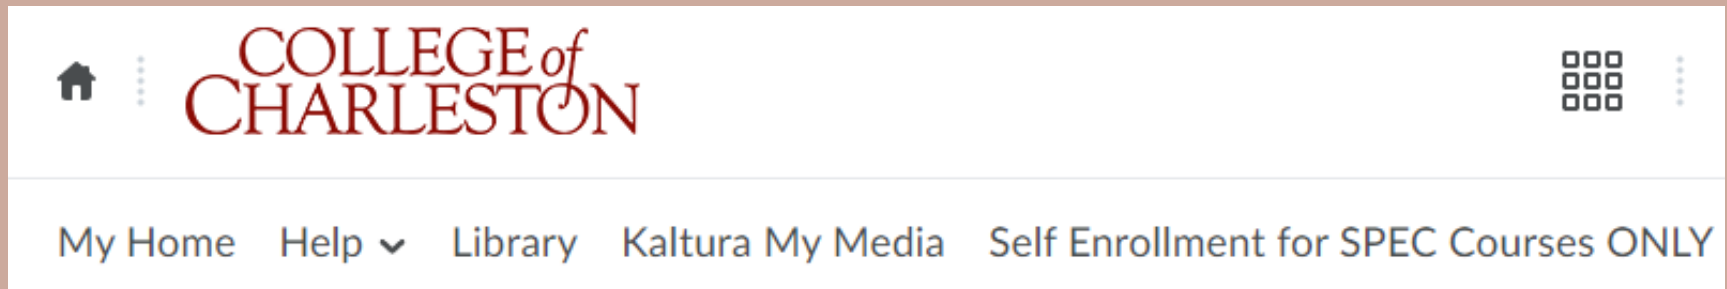 COLLEGE of
CHARLESTON
My Home Help Library Kaltura My Media Self Enrollment for SPEC Courses ONLY